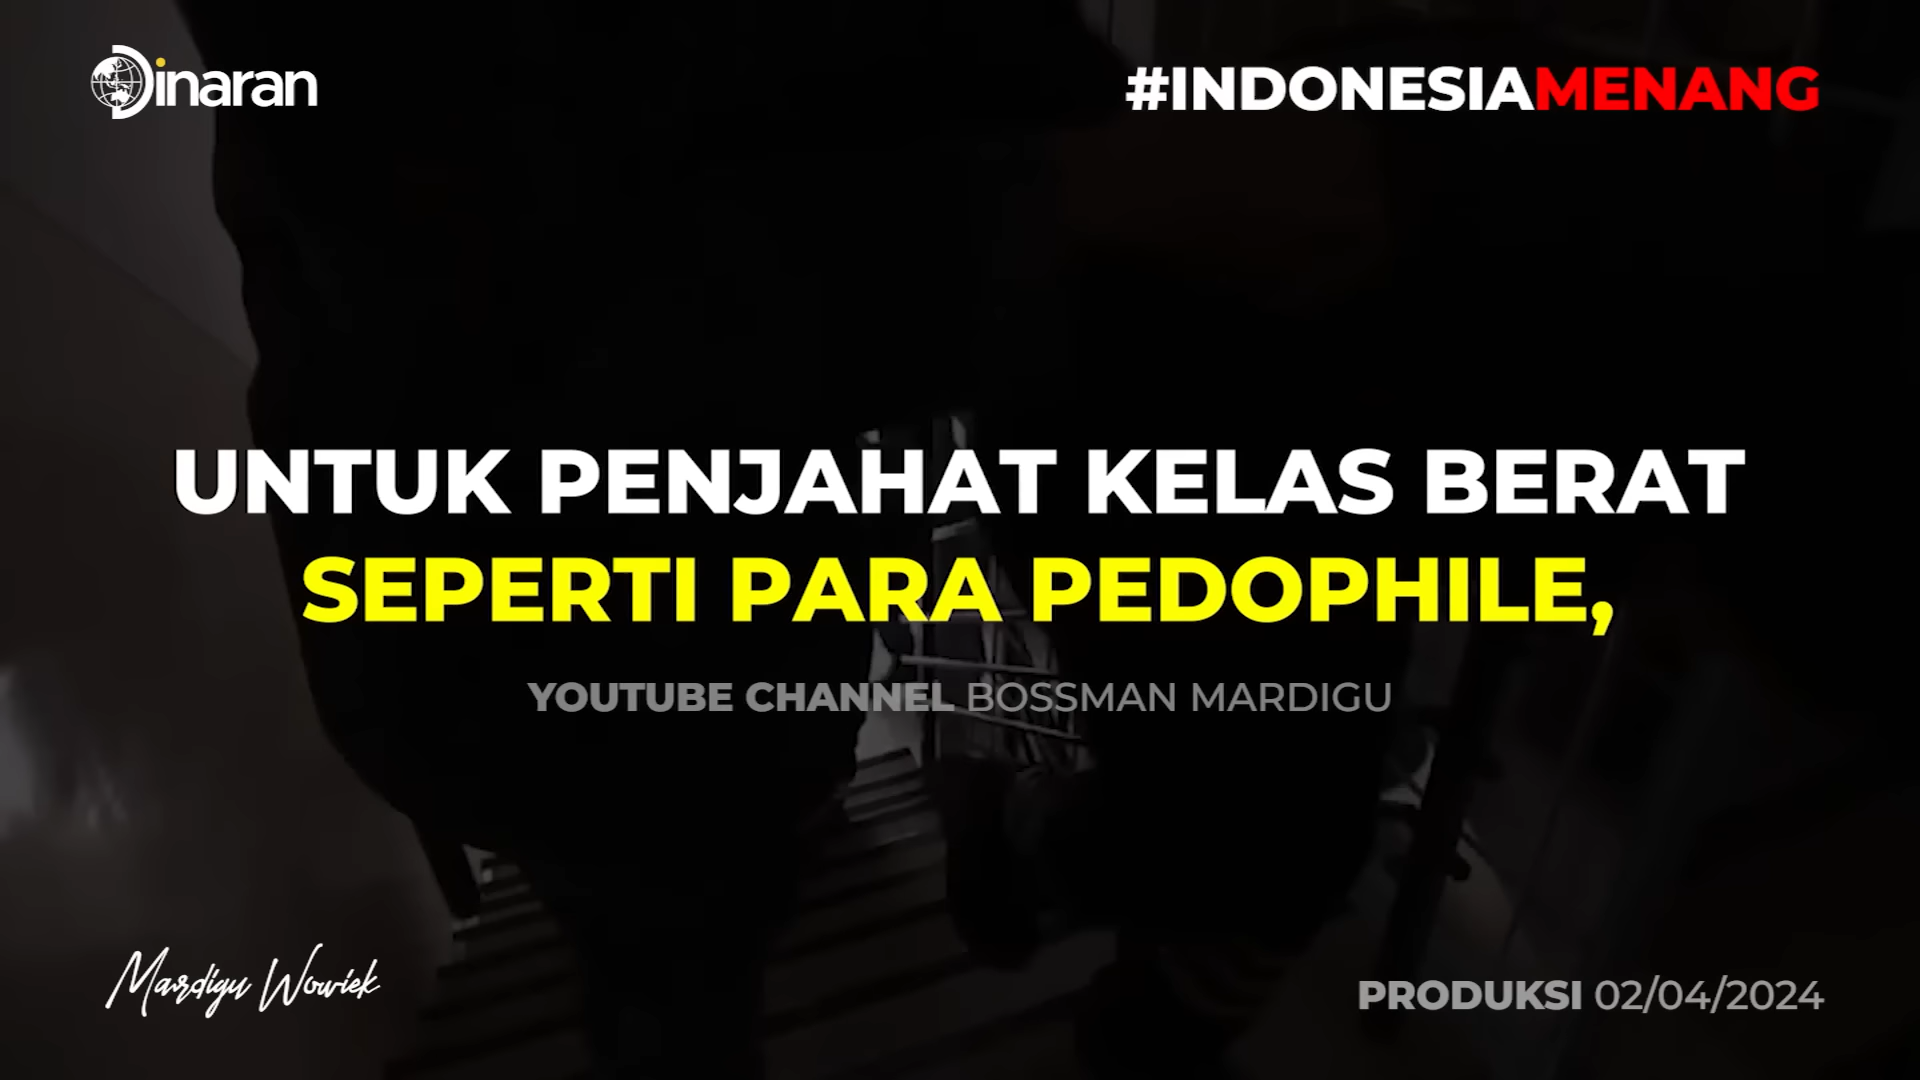 Dinaran
#INDONESIAMENANG
UNTUK PENJAHAT KELAS BERAT
SEPERTI PARA PEDOPHILE,
YOUTUBE CHANNEL BOSSMAN MARDIGU
Mardigu Wowiek
PRODUKSI 02/04/2024